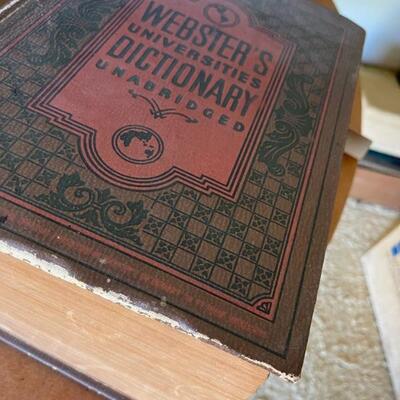 WEBSTER'S
UNIVERSITIES
DICTIONARY
UNABRIDGED